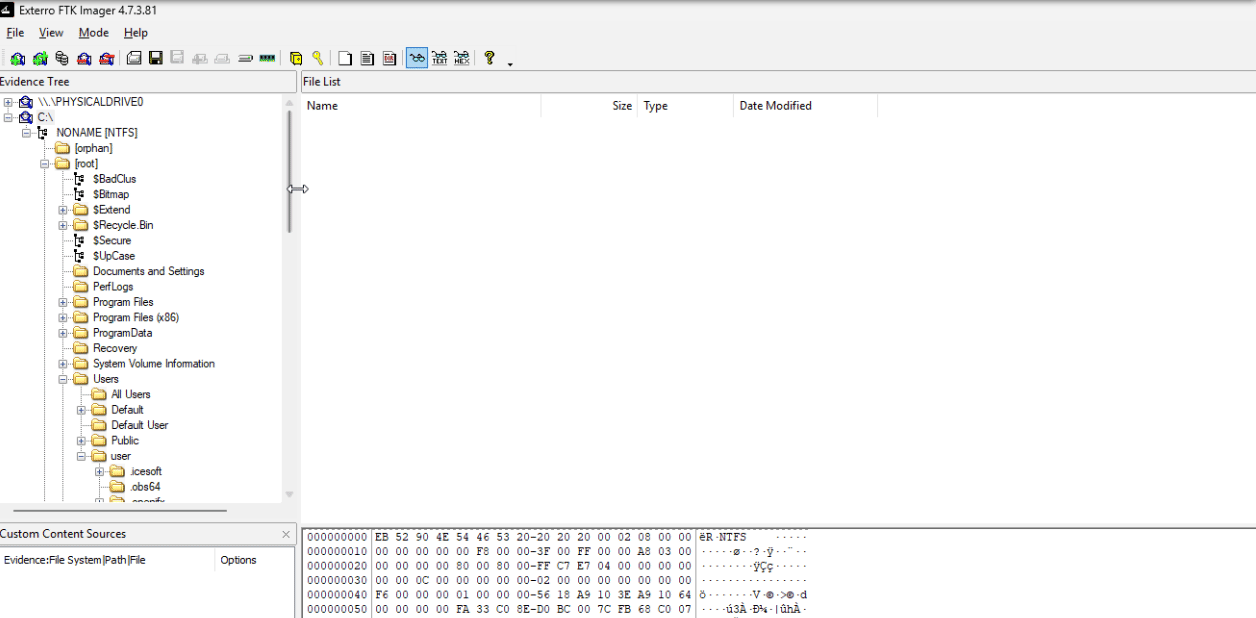 Exterro FTK Imager 4.7.3.81
File View Mode Help
TEXT HEX
Evidence Tree
File List
\\.\PHYSICALDRIVE0
C:\
NONAME [NTFS]
[orphan]
[root]
$BadClus
$Bitmap
$Extend
$Recycle.Bin
$Secure
$UpCase
Documents and Settings
PerfLogs
Program Files
Program Files (x86)
ProgramData
Recovery
System Volume Information
Users
All Users
Default
Default User
Public
user
.icesoft
.obs64
Name Size Type Date Modified
Custom Content Sources
Evidence:File System|Path|File Options
000000000 EB 52 90 4E 54 46 53 20-20 20 20 00 02 08 00 00 ëR·NTFS    ·····
000000010 00 00 00 00 00 F8 00 00-3F 00 FF 00 00 A8 03 00 ·····ø··?·ÿ··¨··
000000020 00 00 00 00 80 00 80 00-FF C7 E7 04 00 00 00 00 ········ÿÇç·····
000000030 00 00 0C 00 00 00 00 00-02 00 00 00 00 00 00 00 ················
000000040 F6 00 00 00 01 00 00 00-56 18 A9 10 3E A9 10 64 ö·······V·©·>©·d
000000050 00 00 00 00 FA 33 C0 8E-D0 BC 00 7C FB 68 C0 07 ····ú3À·Ð¼·|ûhÀ·